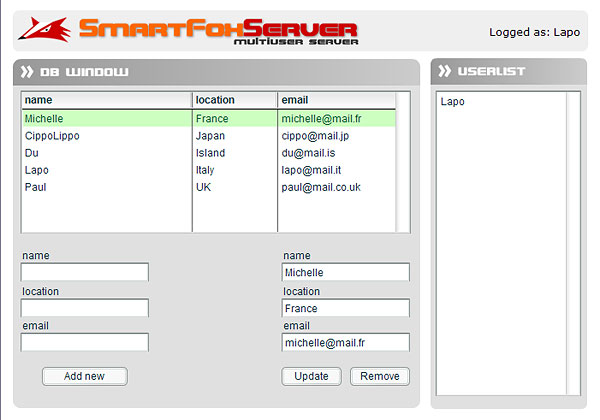 SmartFoxServer
multiuser server
Logged as: Lapo
DB WINDOW
USERLIST
name location email
Michelle France michelle@mail.fr
CippoLippo Japan cippo@mail.jp
Du Island du@mail.is
Lapo Italy lapo@mail.it
Paul UK paul@mail.co.uk
Lapo
name name
Michelle
location location
France
email email
michelle@mail.fr
Add new Update Remove